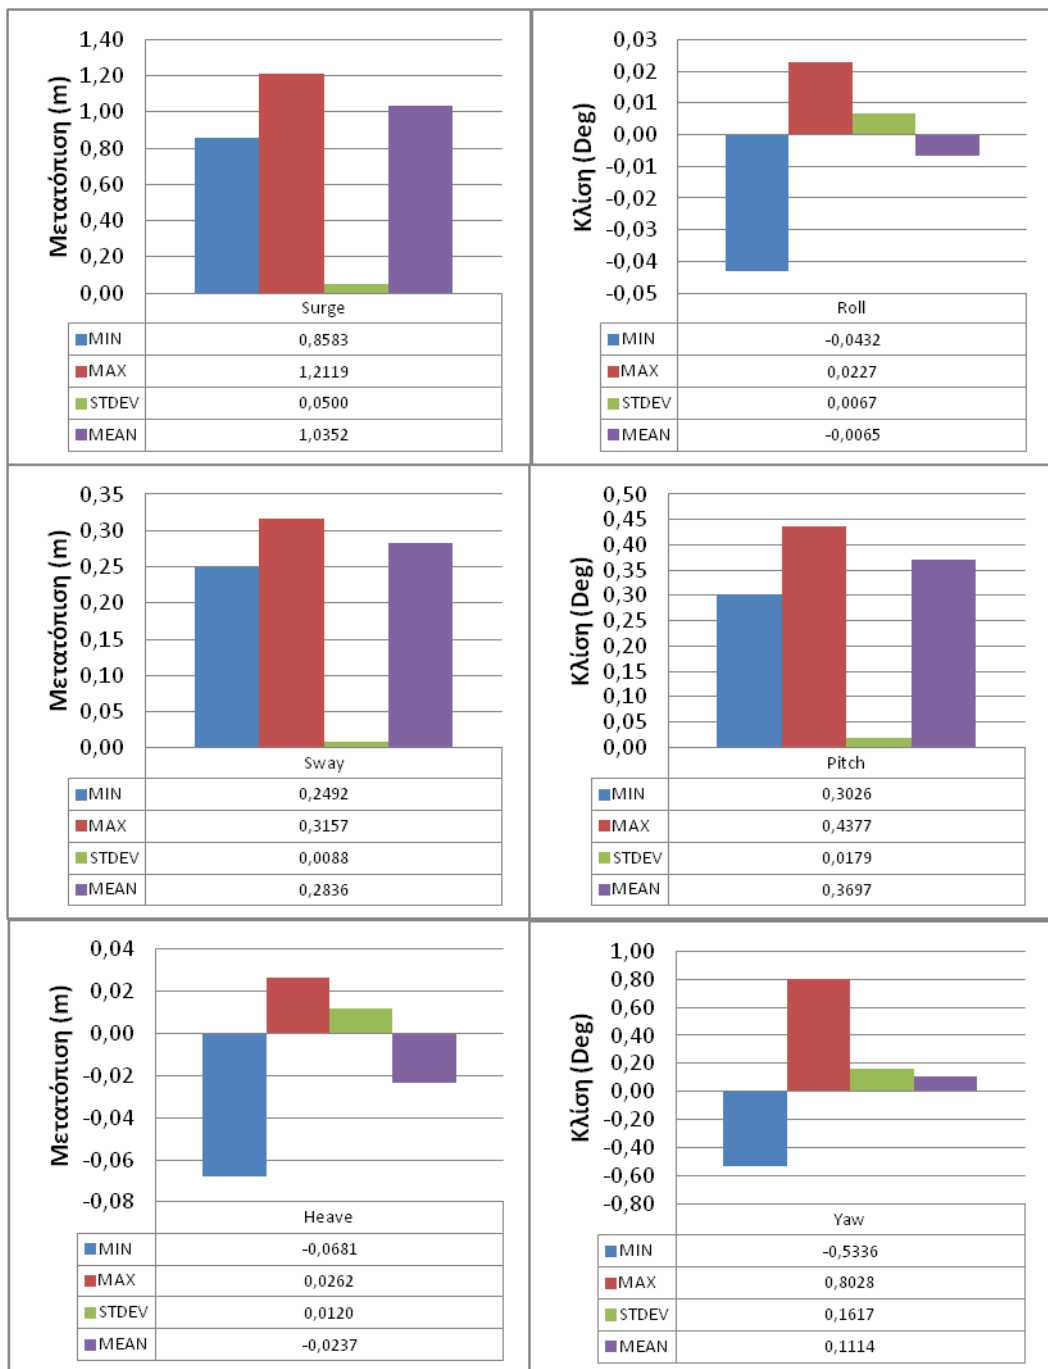 Μετατόπιση (m)
1,40
1,20
1,00
0,80
0,60
0,40
0,20
0,00
Surge
MIN 0,8583
MAX 1,2119
STDEV 0,0500
MEAN 1,0352
Κλίση (Deg)
0,03
0,02
0,01
0,00
-0,01
-0,02
-0,03
-0,04
-0,05
Roll
MIN -0,0432
MAX 0,0227
STDEV 0,0067
MEAN -0,0065
Μετατόπιση (m)
0,35
0,30
0,25
0,20
0,15
0,10
0,05
0,00
Sway
MIN 0,2492
MAX 0,3157
STDEV 0,0088
MEAN 0,2836
Κλίση (Deg)
0,50
0,45
0,40
0,35
0,30
0,25
0,20
0,15
0,10
0,05
0,00
Pitch
MIN 0,3026
MAX 0,4377
STDEV 0,0179
MEAN 0,3697
Μετατόπιση (m)
0,04
0,02
0,00
-0,02
-0,04
-0,06
-0,08
Heave
MIN -0,0681
MAX 0,0262
STDEV 0,0120
MEAN -0,0237
Κλίση (Deg)
1,00
0,80
0,60
0,40
0,20
0,00
-0,20
-0,40
-0,60
-0,80
Yaw
MIN -0,5336
MAX 0,8028
STDEV 0,1617
MEAN 0,1114